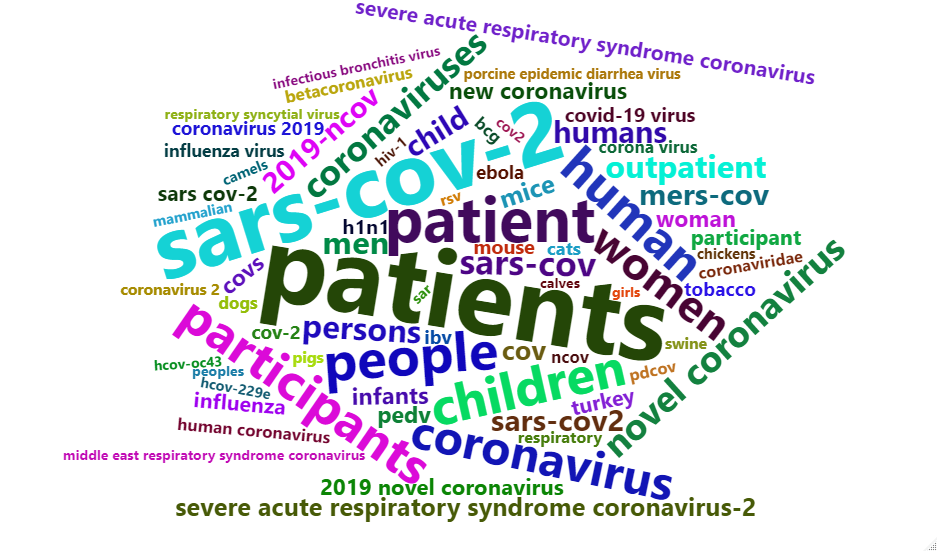 severe acute respiratory syndrome coronavirus
infectious bronchitis virus
porcine epidemic diarrhea virus
betacoronavirus
new coronavirus
coronaviruses
2019-ncov
respiratory syncytial virus
covid-19 virus
coronavirus 2019
child
bcg
cov2
humans
influenza virus
hiv-1
sars-cov-2
corona virus
camels
ebola
human
outpatient
sars cov-2
rsv
mice
mers-cov
mammalian
h1n1
patient
woman
men
mouse
cats
women
participant
covs
patients
sars-cov
chickens
coronaviridae
coronavirus 2
sar
calves
girls
tobacco
dogs
novel coronavirus
participants
cov-2
persons
ibv
swine
pigs
people
cov
ncov
hcov-oc43
peoples
pdcov
hcov-229e
children
influenza
infants
turkey
pedv
sars-cov2
human coronavirus
coronavirus
respiratory
middle east respiratory syndrome coronavirus
2019 novel coronavirus
severe acute respiratory syndrome coronavirus-2